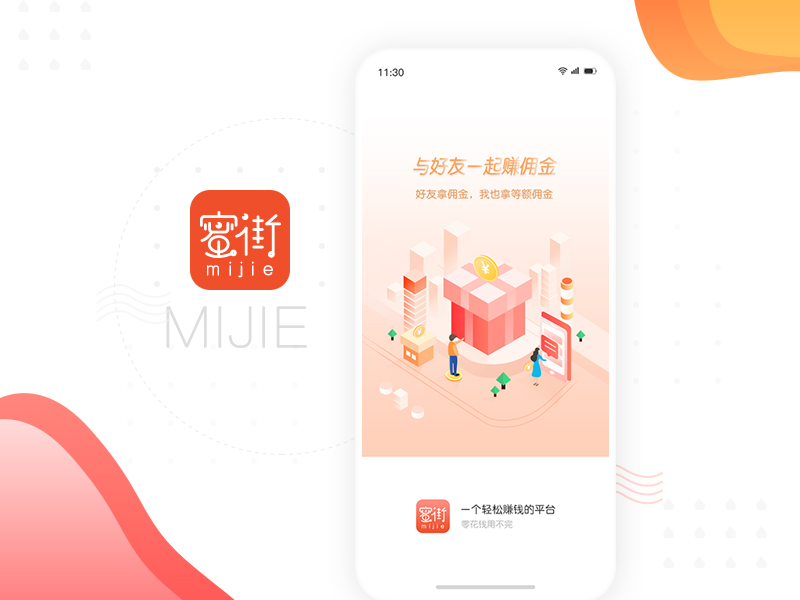 蜜街
mijie
MIJIE
11:30
与好友一起赚佣金
好友拿佣金，我也拿等额佣金
¥
蜜街
mijie
一个轻松赚钱的平台
零花钱用不完